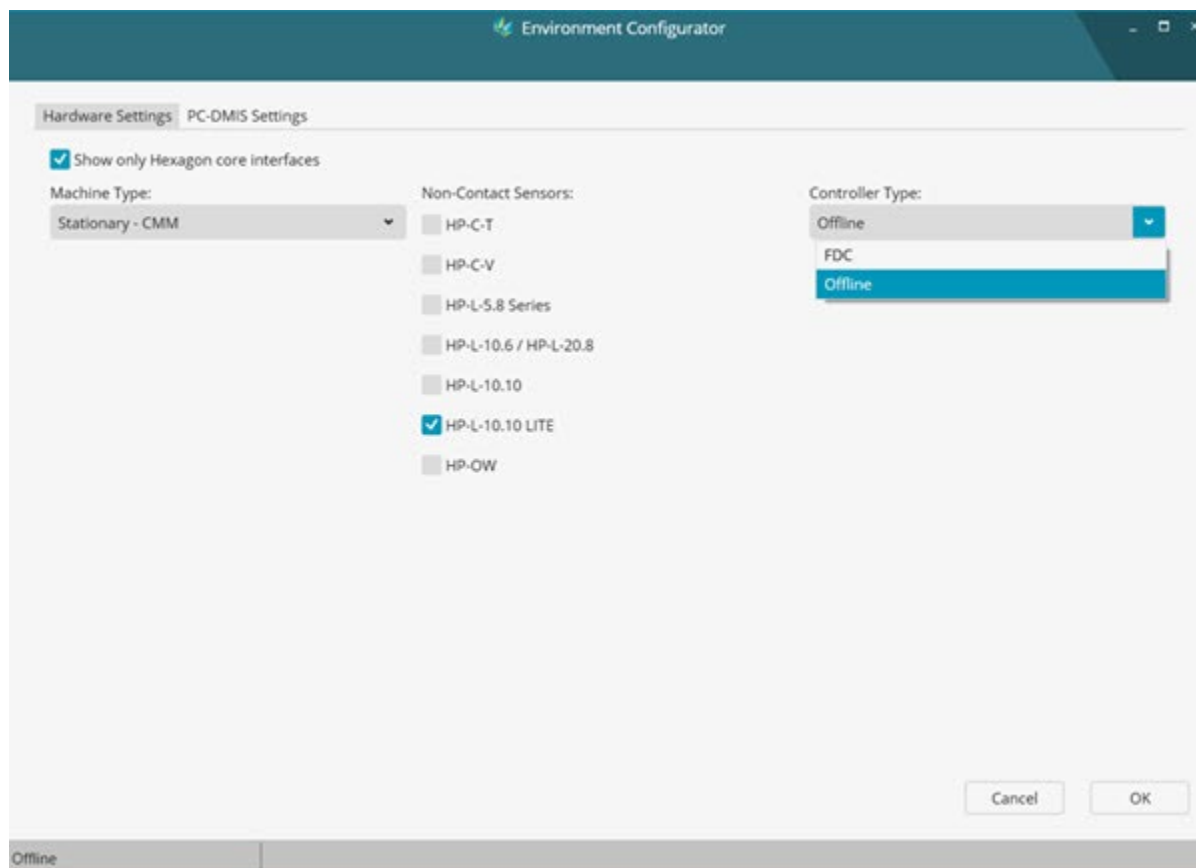 Environment Configurator
Hardware Settings PC-DMIS Settings
Show only Hexagon core interfaces
Machine Type:
Stationary - CMM
Non-Contact Sensors:
HP-C-T
HP-C-V
HP-L-5.8 Series
HP-L-10.6 / HP-L-20.8
HP-L-10.10
HP-L-10.10 LITE
HP-OW
Controller Type:
Offline
FDC
Offline
Cancel OK
Offline